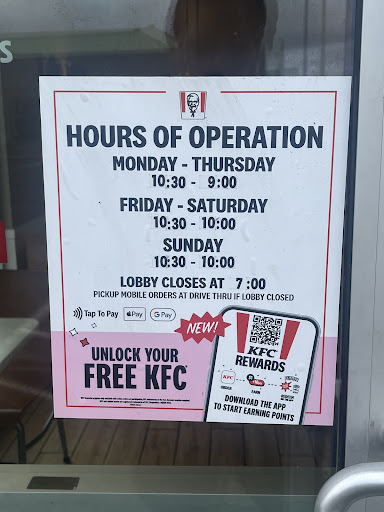 S
HOURS OF OPERATION
MONDAY - THURSDAY
10:30 - 9:00
FRIDAY - SATURDAY
10:30 - 10:00
SUNDAY
10:30 - 10:00
LOBBY CLOSES AT 7:00
PICKUP MOBILE ORDERS AT DRIVE THRU IF LOBBY CLOSED
Tap To Pay Pay G Pay
NEW!
UNLOCK YOUR
FREE KFC
KFC
REWARDS
KFC
EARN
DOWNLOAD THE APP
TO START EARNING POINTS